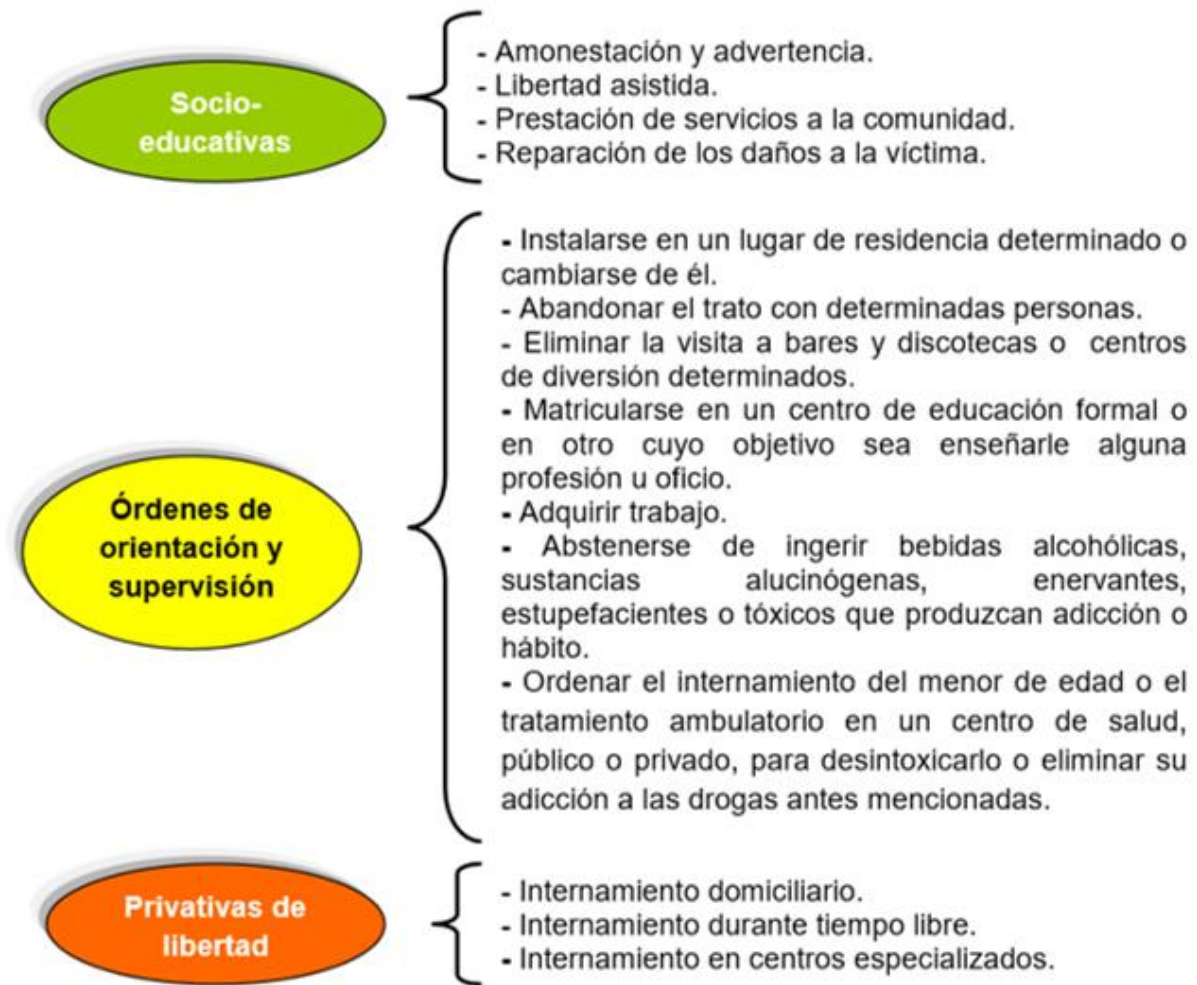 Socio-
educativas
- Amonestación y advertencia.
- Libertad asistida.
- Prestación de servicios a la comunidad.
- Reparación de los daños a la víctima.
Órdenes de
orientación y
supervisión
- Instalarse en un lugar de residencia determinado o
cambiarse de él.
- Abandonar el trato con determinadas personas.
- Eliminar la visita a bares y discotecas o centros
de diversión determinados.
- Matricularse en un centro de educación formal o
en otro cuyo objetivo sea enseñarle alguna
profesión u oficio.
- Adquirir trabajo.
- Abstenerse de ingerir bebidas alcohólicas,
sustancias alucinógenas, enervantes,
estupefacientes o tóxicos que produzcan adicción o
hábito.
- Ordenar el internamiento del menor de edad o el
tratamiento ambulatorio en un centro de salud,
público o privado, para desintoxicarlo o eliminar su
adicción a las drogas antes mencionadas.
Privativas de
libertad
- Internamiento domiciliario.
- Internamiento durante tiempo libre.
- Internamiento en centros especializados.